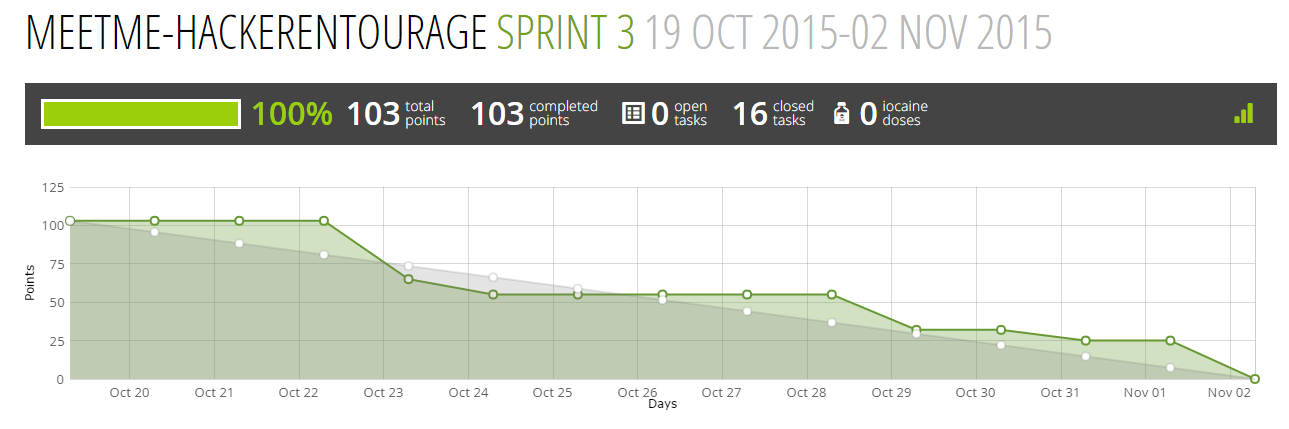 MEETME-HACKERENTOURAGE SPRINT 3 19 OCT 2015-02 NOV 2015
100% 103 total points 103 completed points 0 open tasks 16 closed tasks 0 iocaine doses
125
100
75
50
25
0
Points
Oct 20 Oct 21 Oct 22 Oct 23 Oct 24 Oct 25 Oct 26 Oct 27 Oct 28 Oct 29 Oct 30 Oct 31 Nov 01 Nov 02
Days